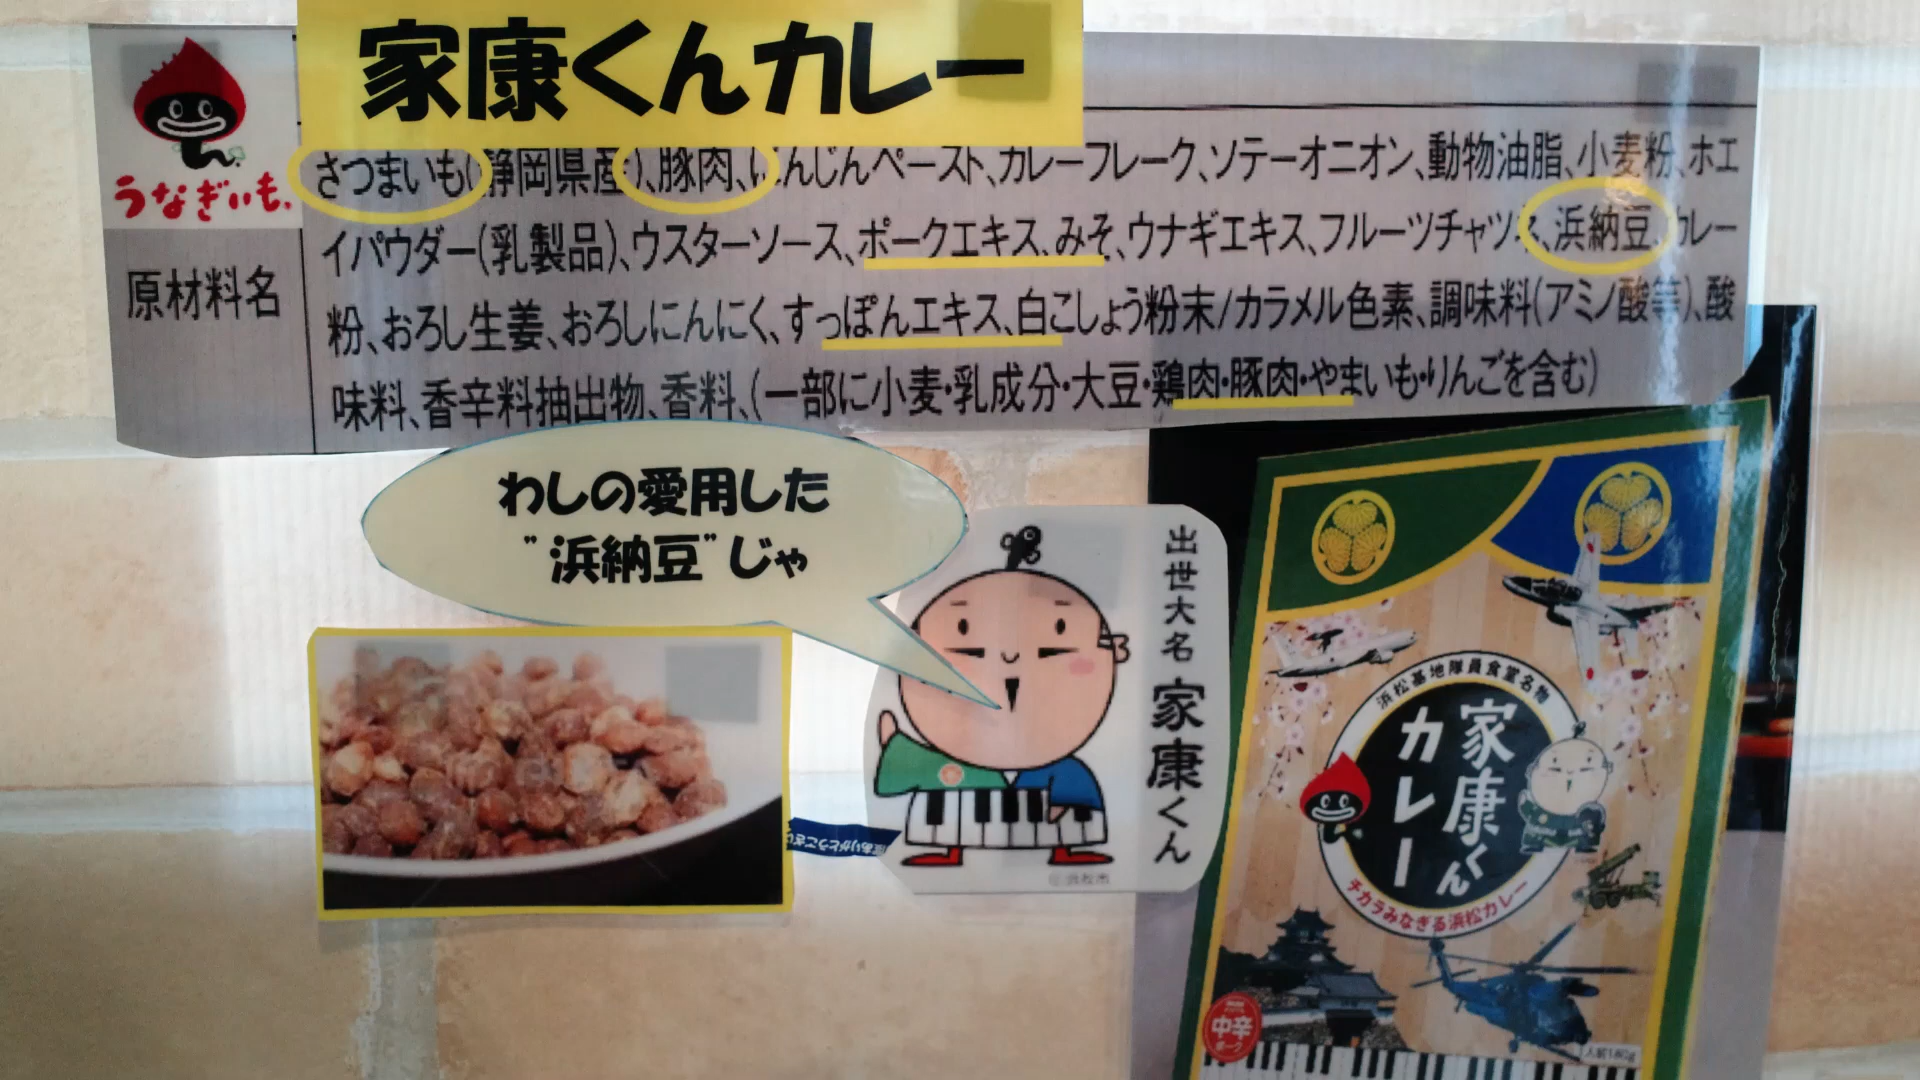 家康くんカレー
うなぎいも
原材料名
さつまいも(静岡県産)、豚肉、にんじんペースト、カレーフレーク、ソテーオニオン、動物油脂、小麦粉、ホエ
イパウダー(乳製品)、ウスターソース、ポークエキス、みそ、ウナギエキス、フルーツチャツネ、浜納豆、カレー
粉、おろし生姜、おろしにんにく、すっぽんエキス、白こしょう粉末/カラメル色素、調味料(アミノ酸等)、酸
味料、香辛料抽出物、香料、(一部に小麦・乳成分・大豆・鶏肉・豚肉・やまいも・りんごを含む)
わしの愛用した
"浜納豆"じゃ
出世大名 家康くん
©浜松市
浜松基地隊員食堂名物
家康くん
カレー
チカラみなぎる浜松カレー
中辛
ポーク